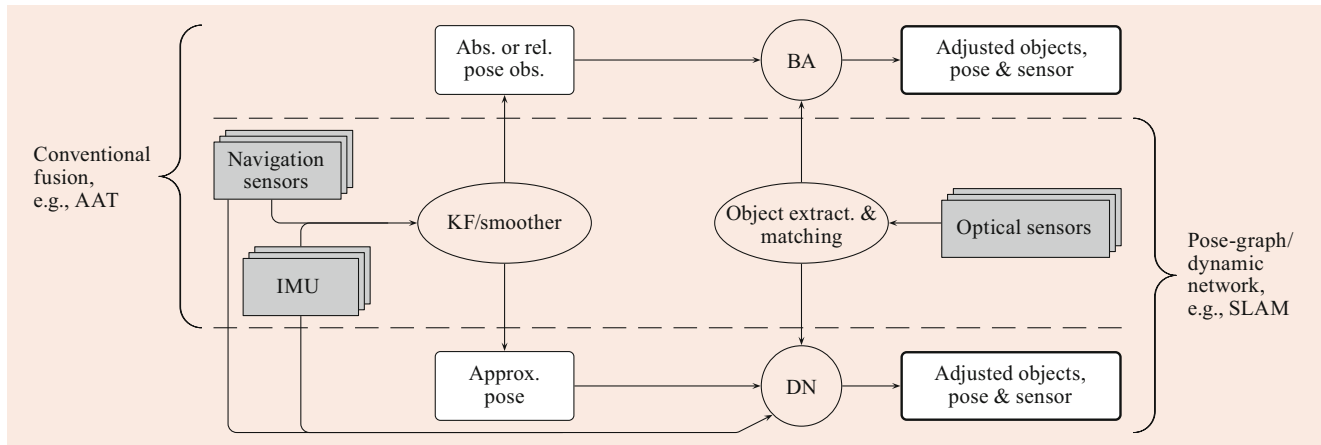 Abs. or rel.
pose obs.
BA
Adjusted objects,
pose & sensor
Conventional
fusion,
e.g., AAT
Navigation
sensors
KF/smoother
Object extract. &
matching
Optical sensors
IMU
Pose-graph/
dynamic
network,
e.g., SLAM
Approx.
pose
DN
Adjusted objects,
pose & sensor